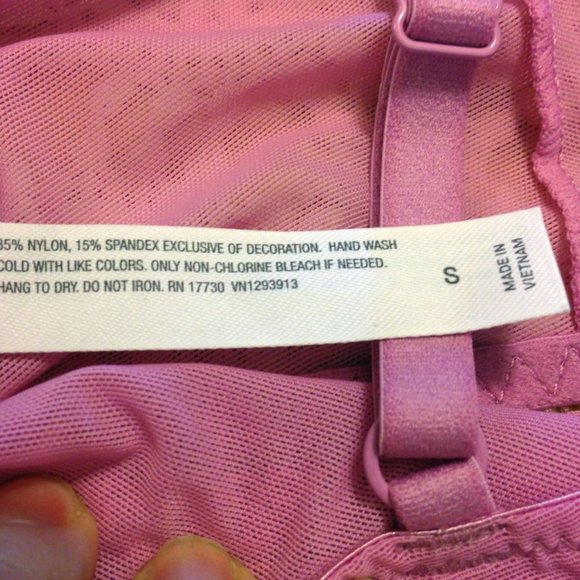 85% NYLON, 15% SPANDEX EXCLUSIVE OF DECORATION. HAND WASH
COLD WITH LIKE COLORS. ONLY NON-CHLORINE BLEACH IF NEEDED.
HANG TO DRY. DO NOT IRON. RN 17730 VN1293913
S
MADE IN
VIETNAM